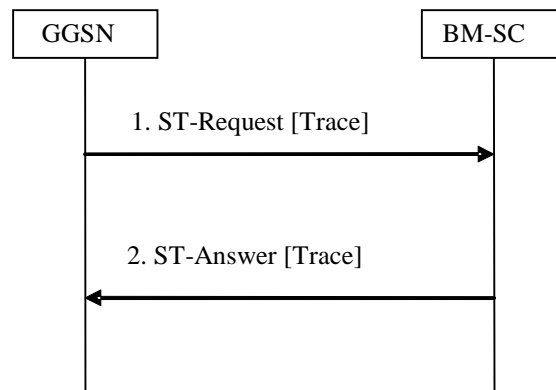 GGSN
BM-SC
1. ST-Request [Trace]
2. ST-Answer [Trace]